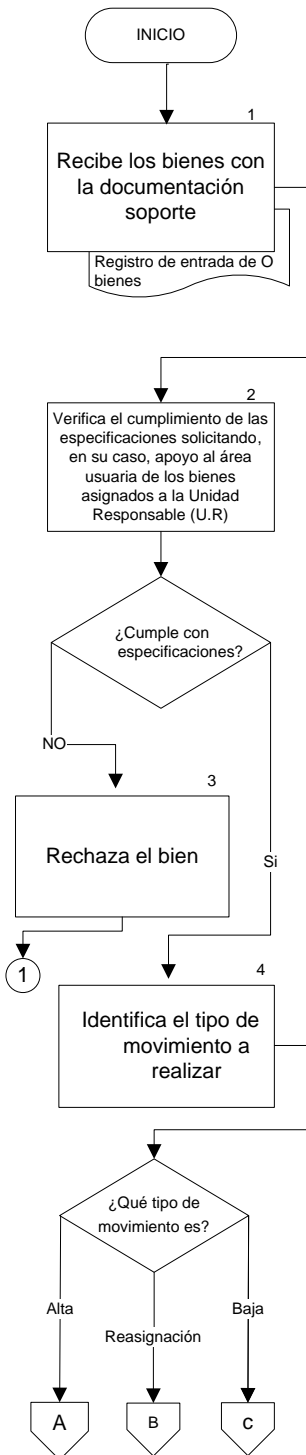 INICIO
1
Recibe los bienes con
la documentación
soporte
Registro de entrada de O
bienes
2
Verifica el cumplimiento de las
especificaciones solicitando,
en su caso, apoyo al área
usuaria de los bienes
asignados a la Unidad
Responsable (U.R)
¿Cumple con
especificaciones?
NO
3
Rechaza el bien
Si
1
4
Identifica el tipo de
movimiento a
realizar
¿Qué tipo de
movimiento es?
Alta
Baja
Reasignación
A
B
c